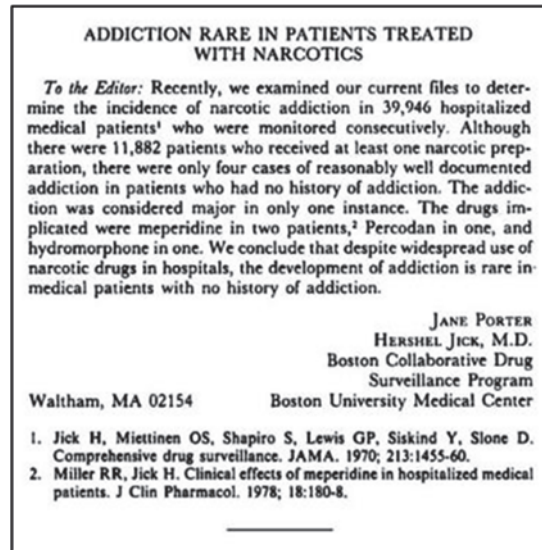 ADDICTION RARE IN PATIENTS TREATED
WITH NARCOTICS
To the Editor: Recently, we examined our current files to deter-
mine the incidence of narcotic addiction in 39,946 hospitalized
medical patients¹ who were monitored consecutively. Although
there were 11,882 patients who received at least one narcotic prep-
aration, there were only four cases of reasonably well documented
addiction in patients who had no history of addiction. The addic-
tion was considered major in only one instance. The drugs im-
plicated were meperidine in two patients,² Percodan in one, and
hydromorphone in one. We conclude that despite widespread use of
narcotic drugs in hospitals, the development of addiction is rare in
medical patients with no history of addiction.
JANE PORTER
HERSHEL JICK, M.D.
Boston Collaborative Drug
Surveillance Program
Waltham, MA 02154 Boston University Medical Center
1. Jick H, Miettinen OS, Shapiro S, Lewis GP, Siskind Y, Slone D.
Comprehensive drug surveillance. JAMA. 1970; 213:1455-60.
2. Miller RR, Jick H. Clinical effects of meperidine in hospitalized medical
patients. J Clin Pharmacol. 1978; 18:180-8.